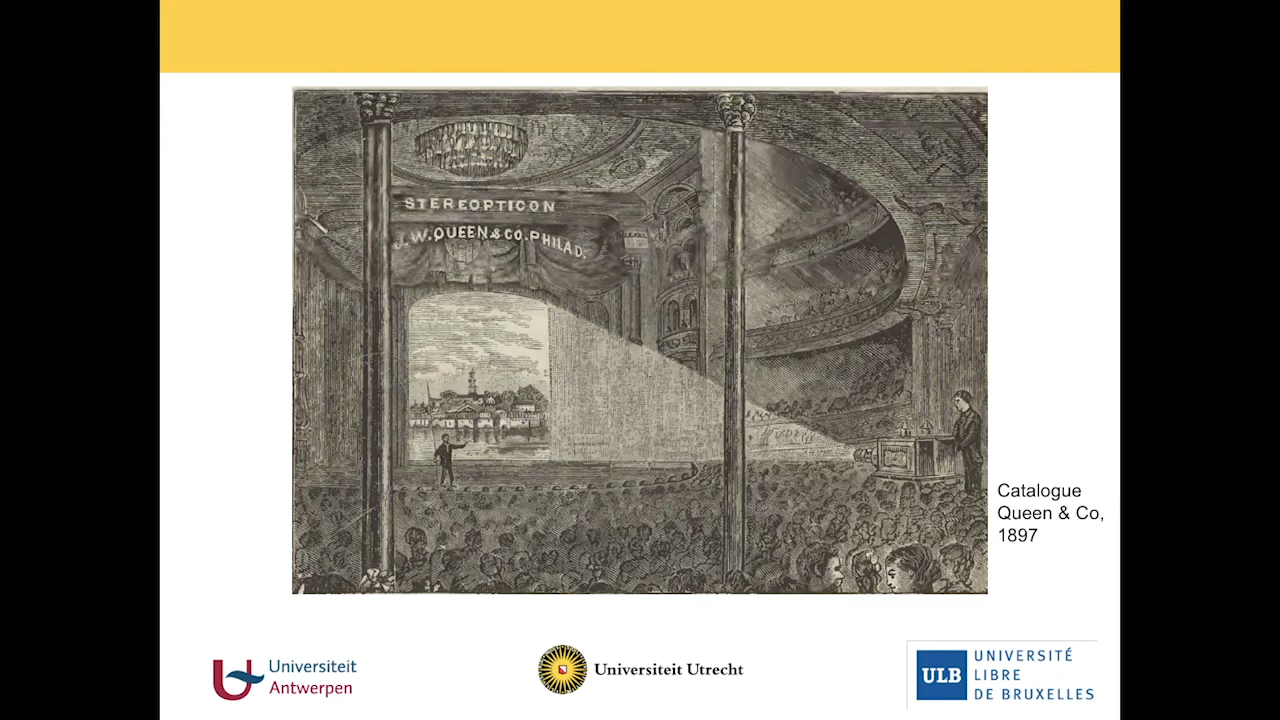 STEREOPTICON
J.W.QUEEN & CO. PHILAD.
Catalogue
Queen & Co,
1897
Universiteit
Antwerpen
Universiteit Utrecht
ULB
UNIVERSITÉ
LIBRE
DE BRUXELLES